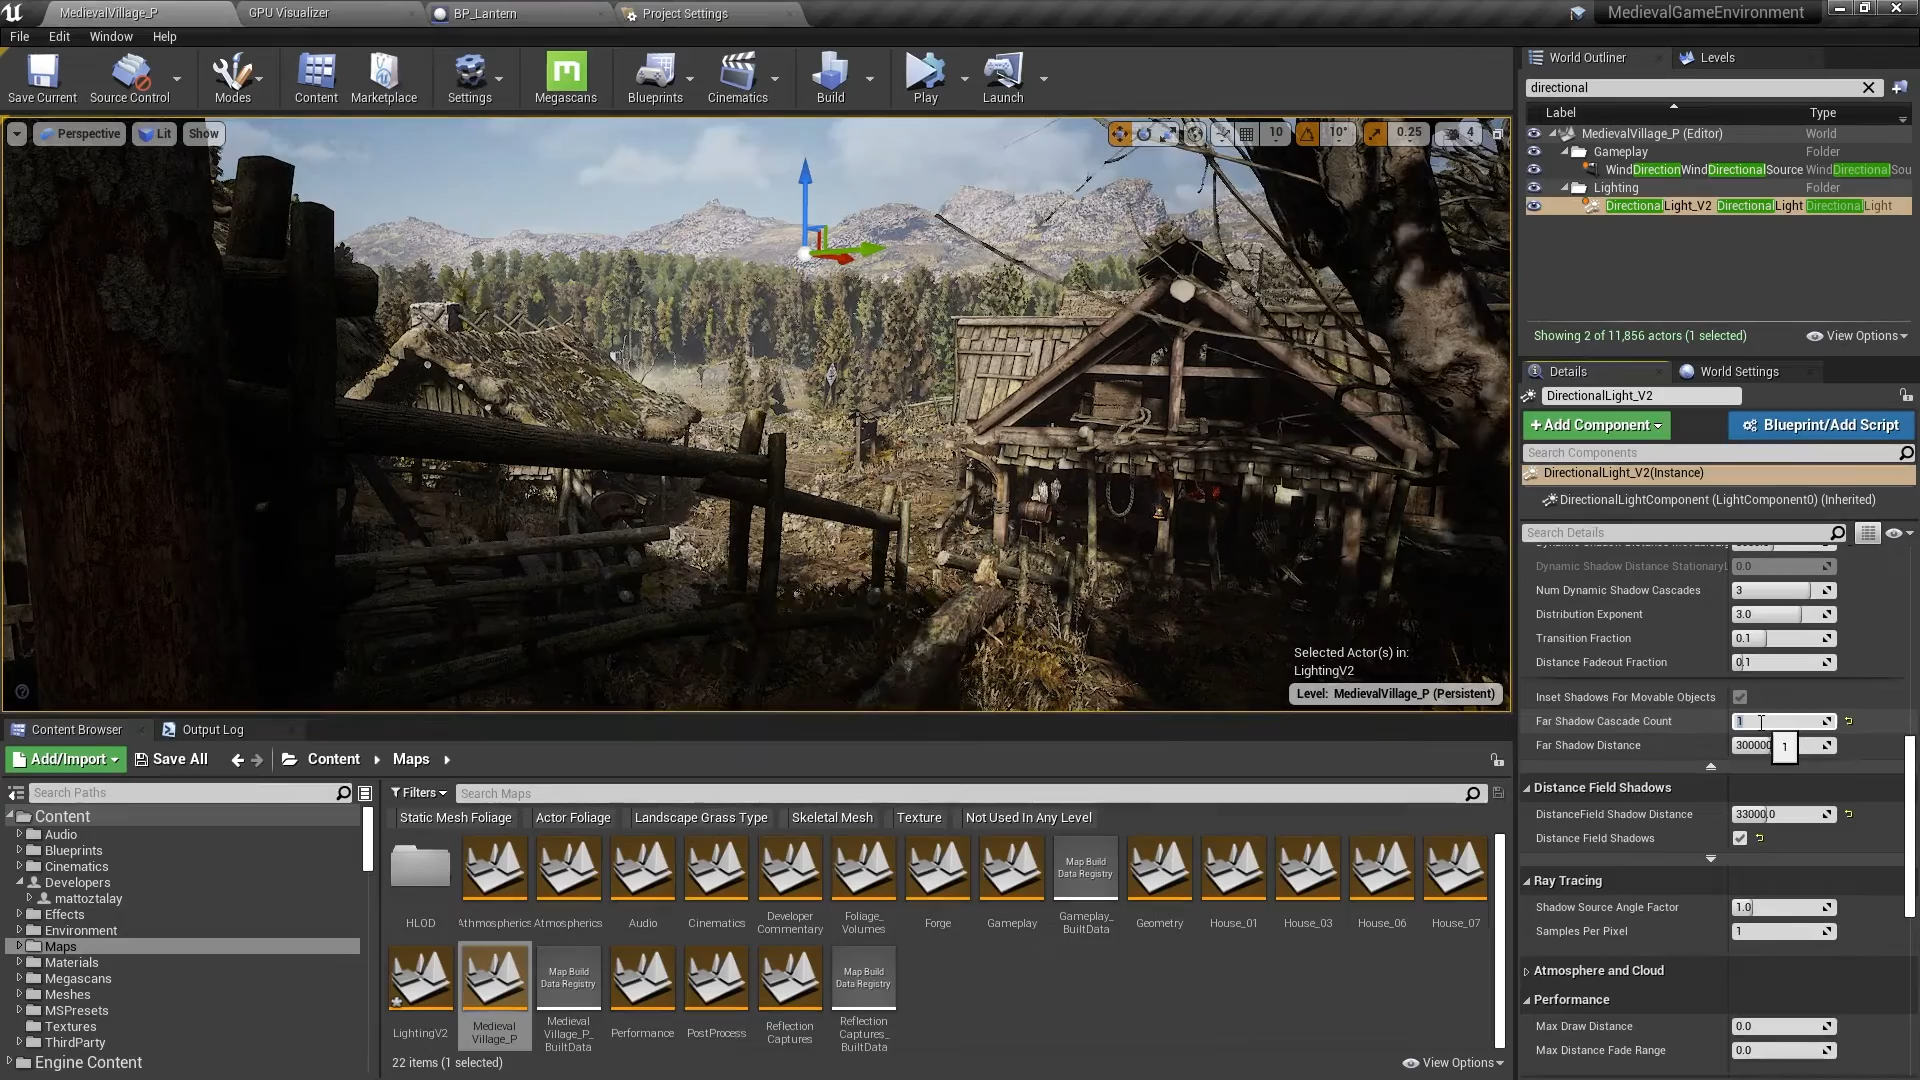 MedievalVillage_P
GPU Visualizer
BP_Lantern
Project Settings
MedievalGameEnvironment
File
Edit
Window
Help
Save Current
Source Control
Modes
Content
Marketplace
Settings
Megascans
Blueprints
Cinematics
Build
Play
Launch
Perspective
Lit
Show
10
10°
0.25
4
Selected Actor(s) in:
LightingV2
Level: MedievalVillage_P (Persistent)
World Outliner
Levels
directional
Label
Type
MedievalVillage_P (Editor)
World
Gameplay
Folder
WindDirectionWindDirectionalSource
WindDirectionalSou
Lighting
Folder
DirectionalLight_V2 DirectionalLight
DirectionalLight
Showing 2 of 11,856 actors (1 selected)
View Options
Details
World Settings
DirectionalLight_V2
+Add Component
Blueprint/Add Script
Search Components
DirectionalLight_V2(Instance)
DirectionalLightComponent (LightComponent0) (Inherited)
Search Details
Dynamic Shadow Distance StationaryL
0.0
Num Dynamic Shadow Cascades
3
Distribution Exponent
3.0
Transition Fraction
0.1
Distance Fadeout Fraction
0.1
Inset Shadows For Movable Objects
Far Shadow Cascade Count
1
Far Shadow Distance
300000
1
Distance Field Shadows
DistanceField Shadow Distance
33000.0
Distance Field Shadows
Ray Tracing
Shadow Source Angle Factor
1.0
Samples Per Pixel
1
Atmosphere and Cloud
Performance
Max Draw Distance
0.0
Max Distance Fade Range
0.0
Content Browser
Output Log
Add/Import
Save All
Content
Maps
Search Paths
Content
Audio
Blueprints
Cinematics
Developers
mattoztalay
Effects
Environment
Maps
Materials
Megascans
Meshes
MSPresets
Textures
ThirdParty
Engine Content
Filters
Search Maps
Static Mesh Foliage
Actor Foliage
Landscape Grass Type
Skeletal Mesh
Texture
Not Used In Any Level
HLOD
Athmospherics
Atmospherics
Audio
Cinematics
Developer
Commentary
Foliage_
Volumes
Forge
Gameplay
Map Build
Data Registry
Gameplay_
BuiltData
Geometry
House_01
House_03
House_06
House_07
LightingV2
Medieval
Village_P
Map Build
Data Registry
Medieval
Village_P_
BuiltData
Performance
PostProcess
Reflection
Captures
Map Build
Data Registry
Reflection
Captures_
BuiltData
22 items (1 selected)
View Options